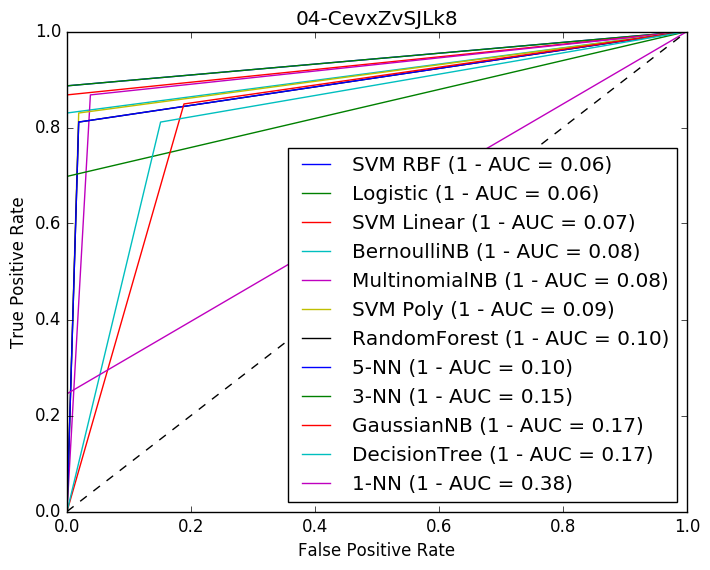 04-CevxZvSJLk8
1.0
0.8
0.6
0.4
0.2
0.0
True Positive Rate
SVM RBF (1 - AUC = 0.06)
Logistic (1 - AUC = 0.06)
SVM Linear (1 - AUC = 0.07)
BernoulliNB (1 - AUC = 0.08)
MultinomialNB (1 - AUC = 0.08)
SVM Poly (1 - AUC = 0.09)
RandomForest (1 - AUC = 0.10)
5-NN (1 - AUC = 0.10)
3-NN (1 - AUC = 0.15)
GaussianNB (1 - AUC = 0.17)
DecisionTree (1 - AUC = 0.17)
1-NN (1 - AUC = 0.38)
0.0 0.2 0.4 0.6 0.8 1.0
False Positive Rate